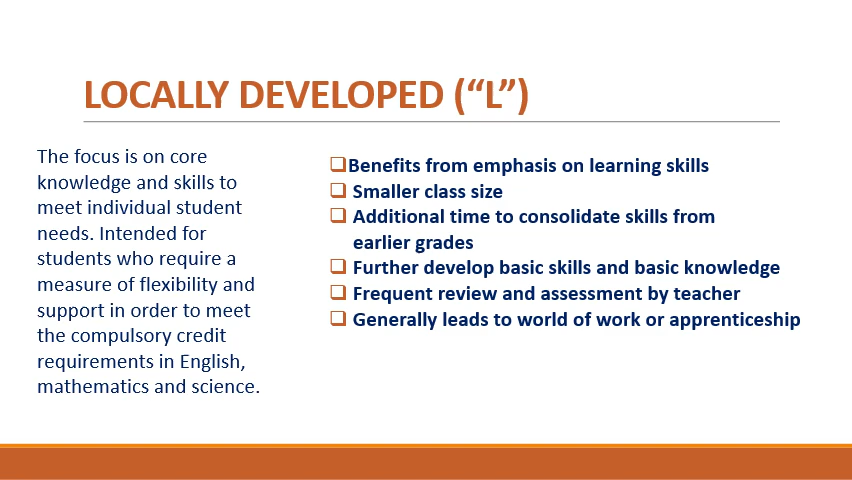 LOCALLY DEVELOPED (“L”)
The focus is on core
knowledge and skills to
meet individual student
needs. Intended for
students who require a
measure of flexibility and
support in order to meet
the compulsory credit
requirements in English,
mathematics and science.
❑Benefits from emphasis on learning skills
❑ Smaller class size
❑ Additional time to consolidate skills from
earlier grades
❑ Further develop basic skills and basic knowledge
❑ Frequent review and assessment by teacher
❑ Generally leads to world of work or apprenticeship